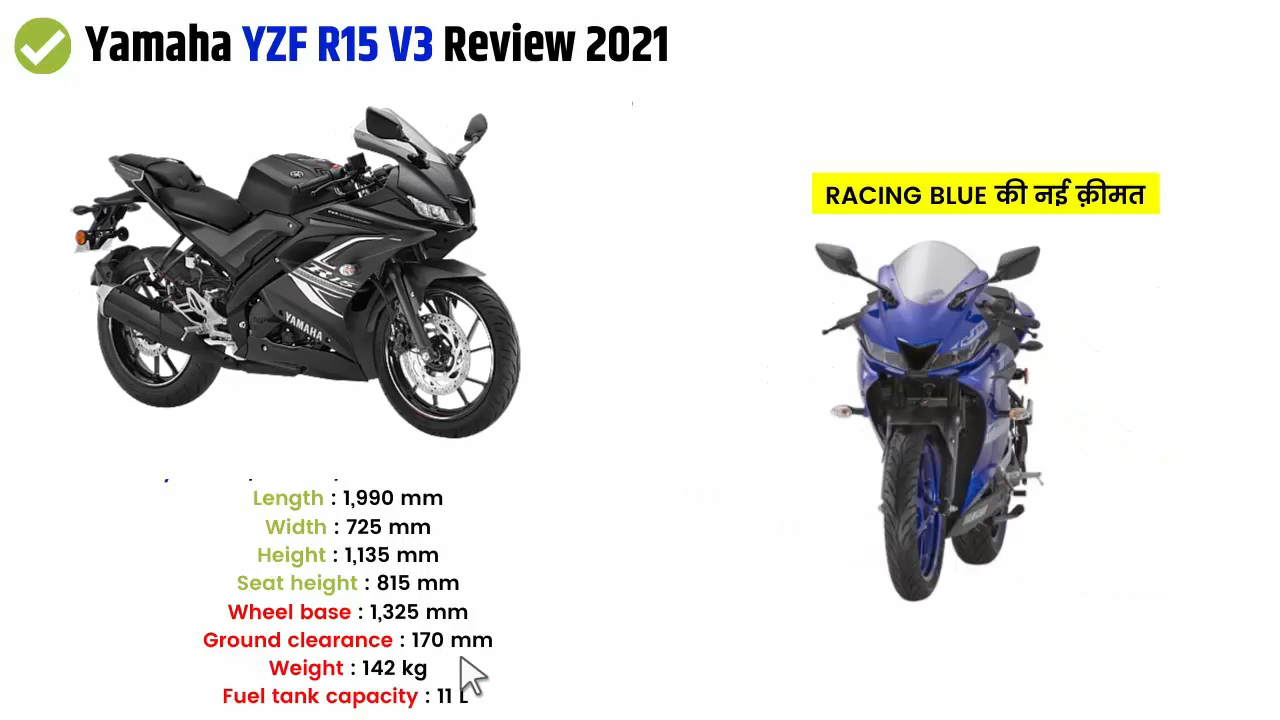 Yamaha YZF R15 V3 Review 2021
RACING BLUE की नई क़ीमत
R15
YAMAHA
Length : 1,990 mm
Width : 725 mm
Height : 1,135 mm
Seat height : 815 mm
Wheel base : 1,325 mm
Ground clearance : 170 mm
Weight : 142 kg
Fuel tank capacity : 11 L